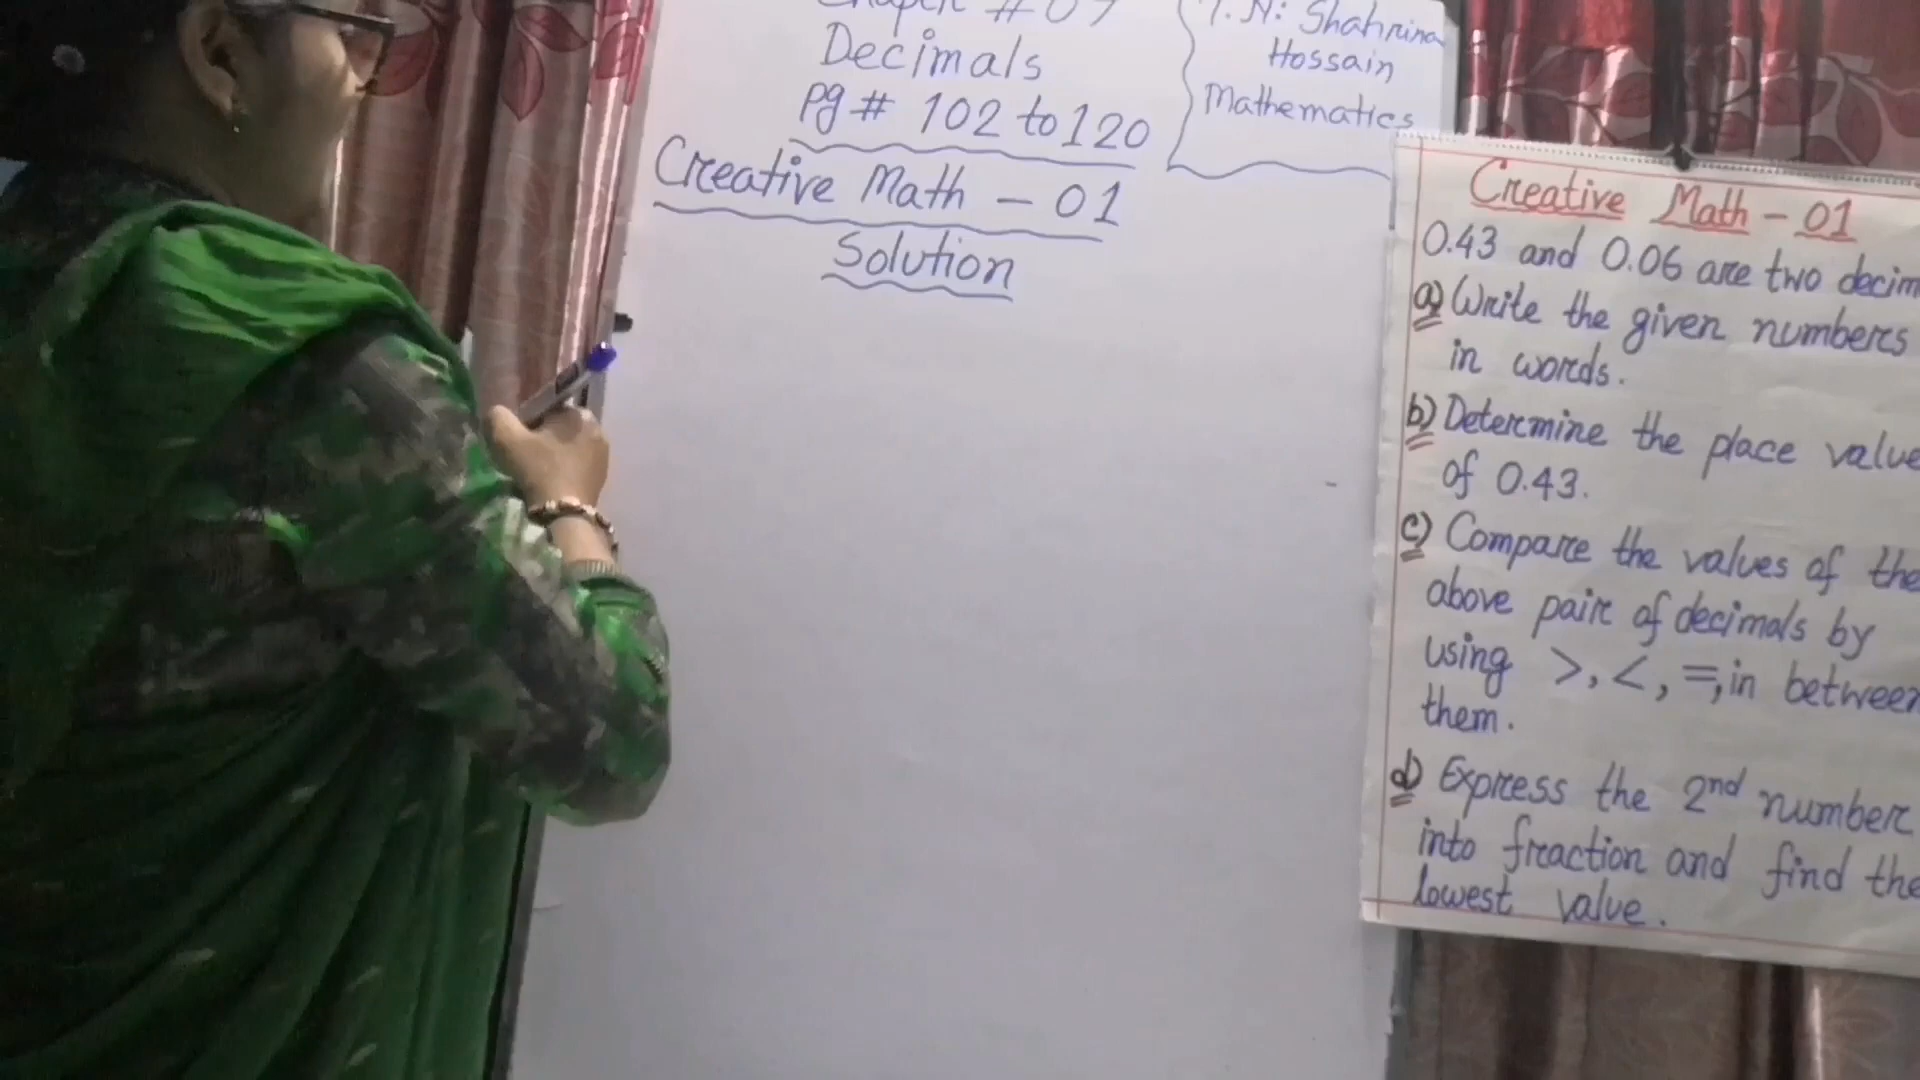 Chapter # 07
Decimals
Pg # 102 to 120
T.N: Shahrina
Hossain
Mathematics
Creative Math - 01
Solution
Creative Math - 01
0.43 and 0.06 are two decim
a) Write the given numbers
in words.
b) Determine the place value
of 0.43.
c) Compare the values of the
above pair of decimals by
using >, <, =, in between
them.
d) Express the 2nd number
into fraction and find the
lowest value.